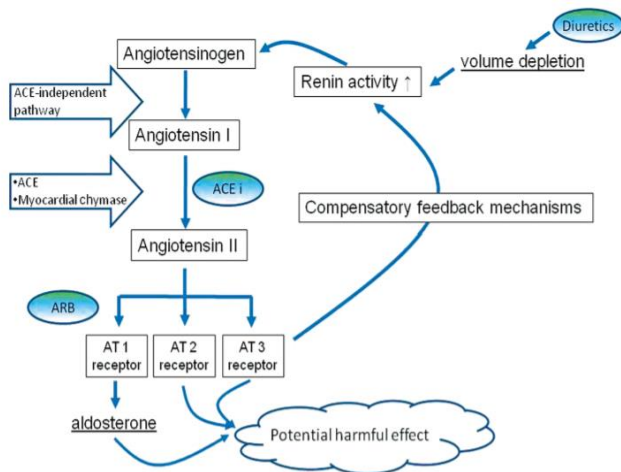 Diuretics
Angiotensinogen
volume depletion
Renin activity ↑
ACE-independent
pathway
Angiotensin I
•ACE
•Myocardial chymase
ACE i
Compensatory feedback mechanisms
Angiotensin II
ARB
AT 1
receptor
AT 2
receptor
AT 3
receptor
aldosterone
Potential harmful effect